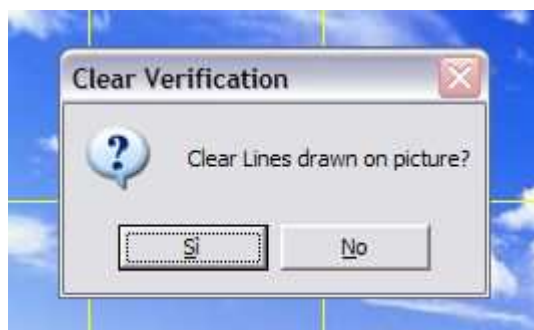 Clear Verification
Clear Lines drawn on picture?
Sì
No